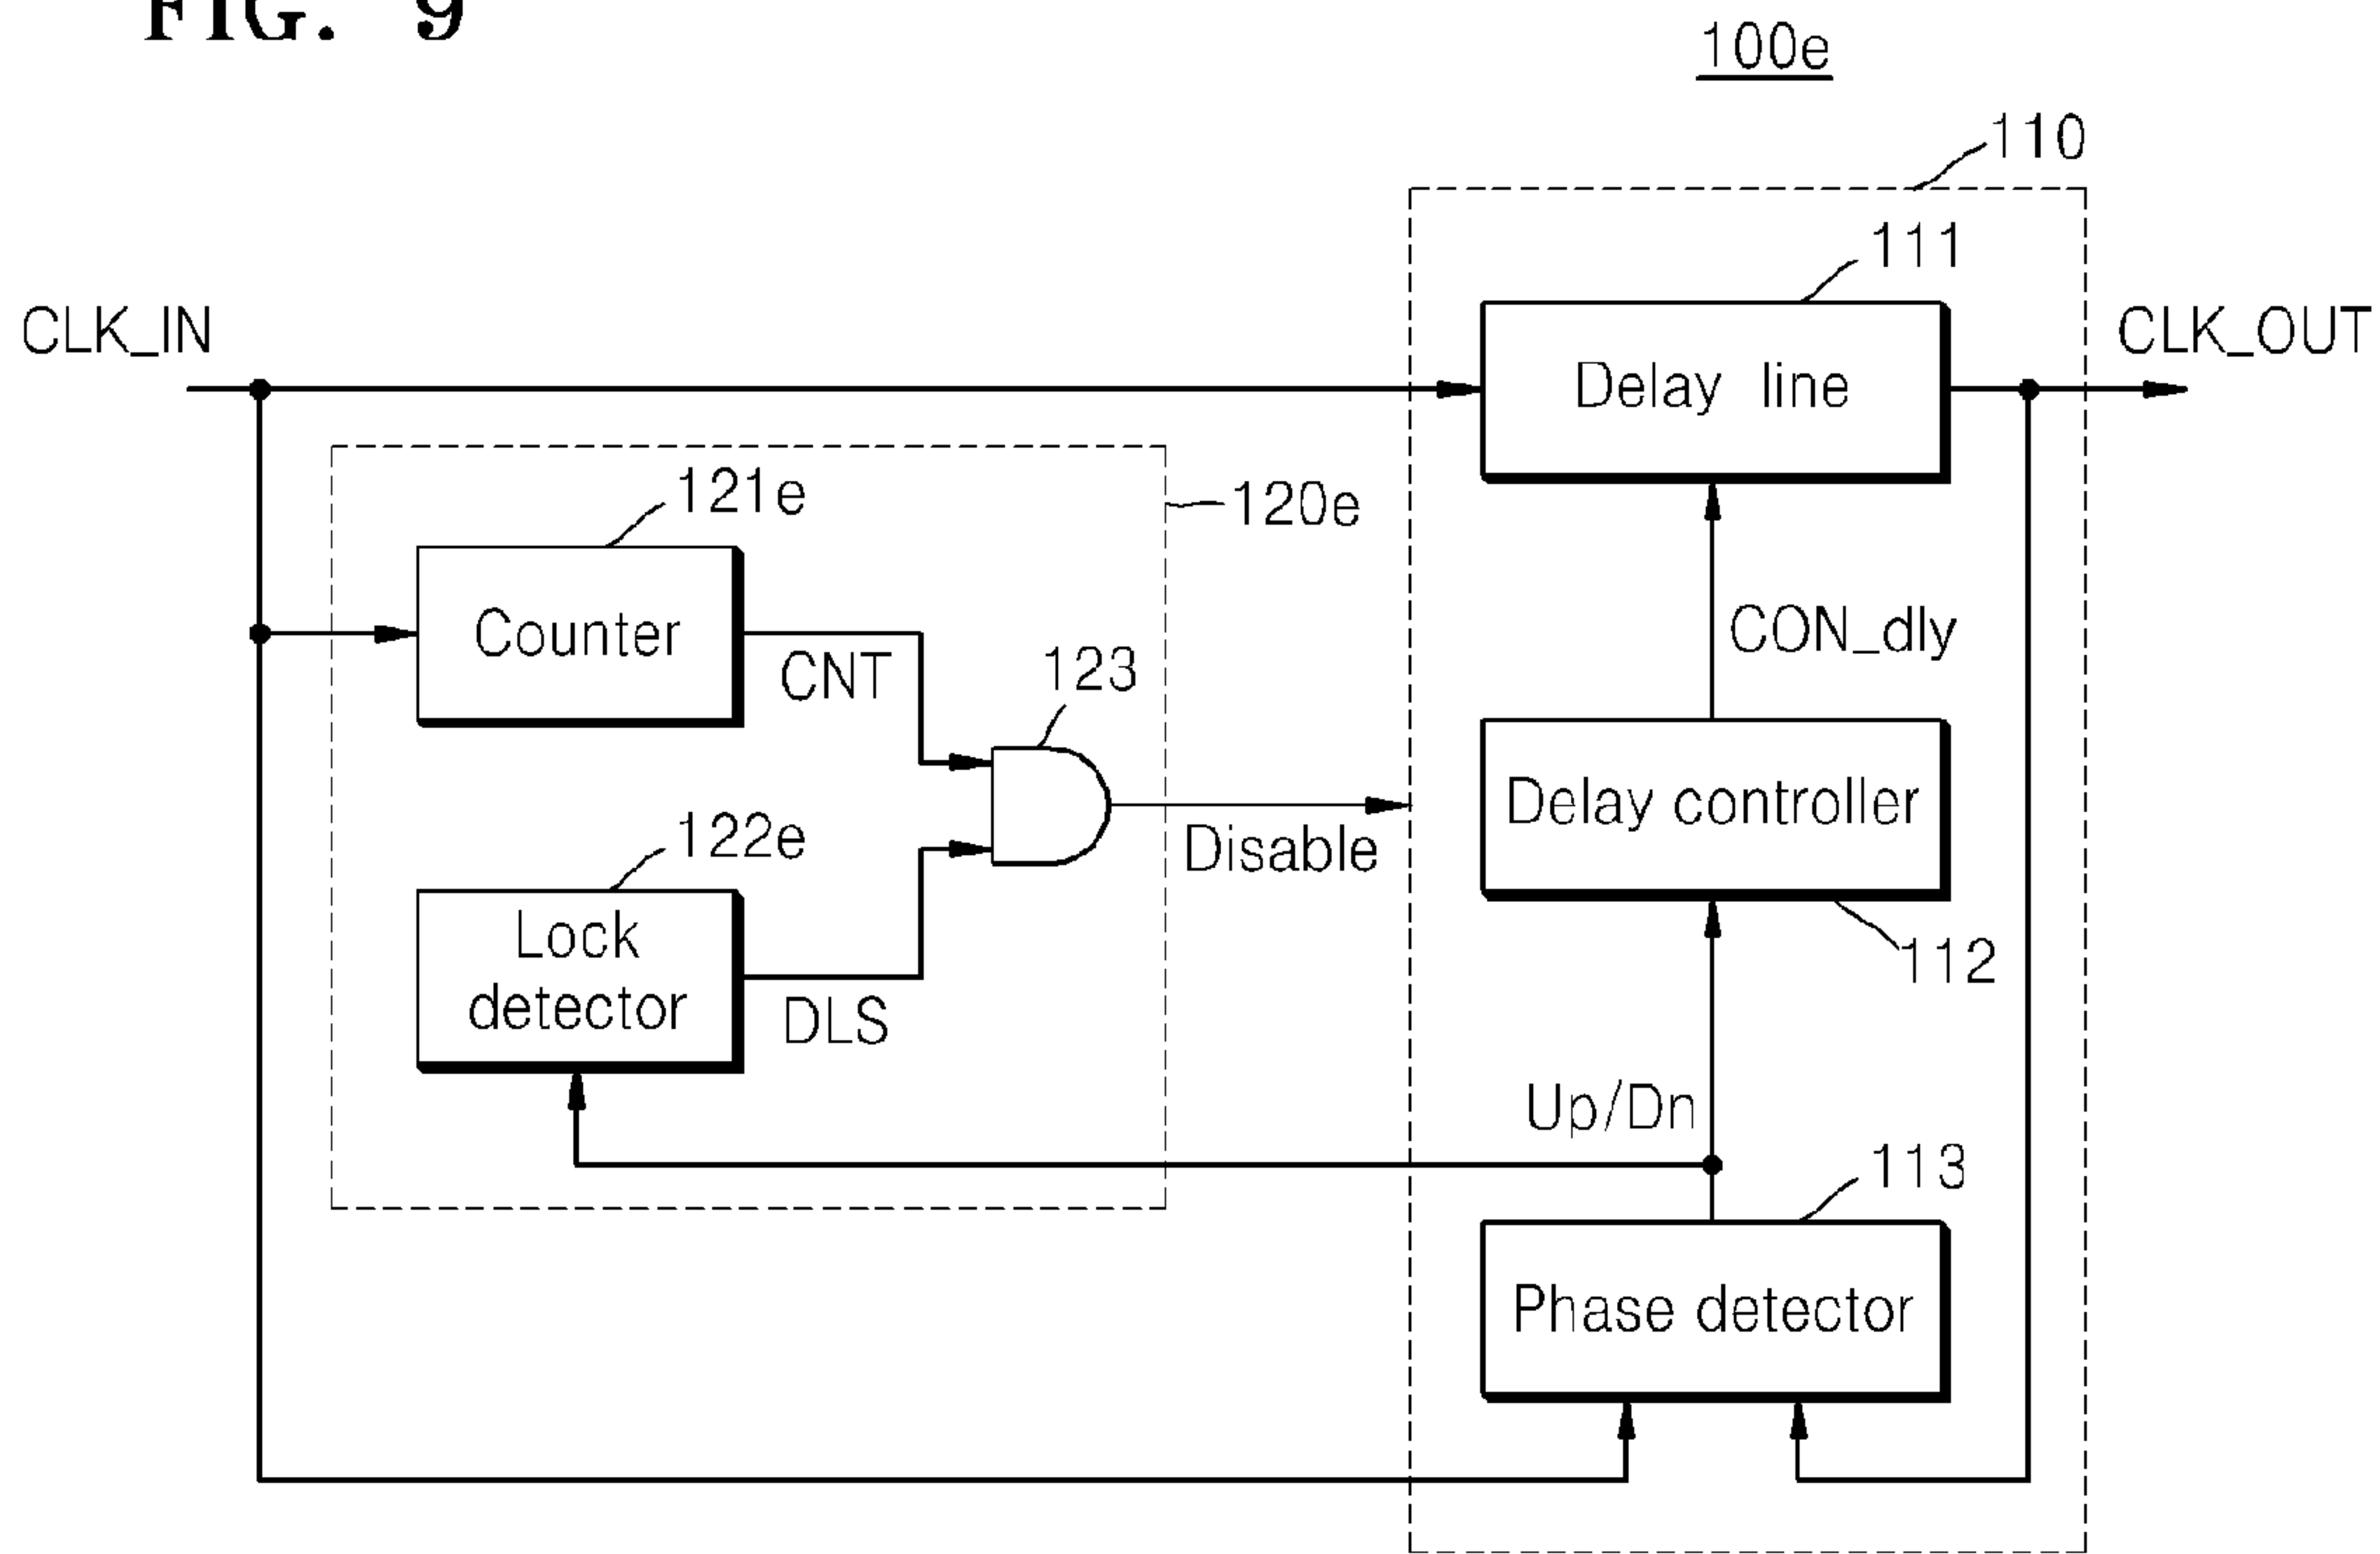 FIG. 9
100e
110
111
CLK_IN
Delay line
CLK_OUT
121e
120e
Counter
CNT
123
CON_dly
122e
Delay controller
Disable
Lock
detector
112
DLS
Up/Dn
113
Phase detector